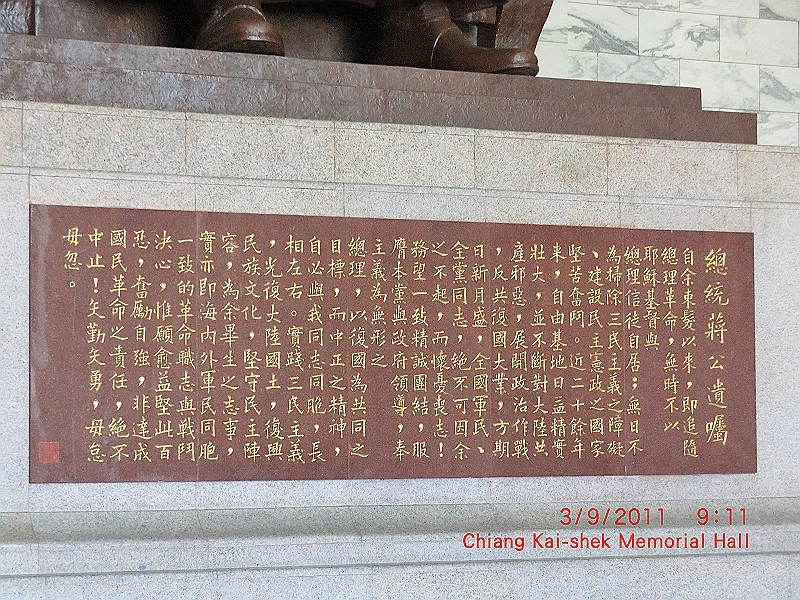 總統蔣公遺囑
自余束髮以來,即追隨
總理革命,無時不以
耶穌基督與
總理信徒自居;無日不
為掃除三民主義之障礙
、建設民主憲政之國家
堅苦奮鬥。近二十餘年
來,自由基地日益精實
壯大,並不斷對大陸共
產邪惡,展開政治作戰
,反共復國大業,方期
日新月盛,全國軍民、
全黨同志,絕不可因余
之不起,而懷憂喪志!
務望一致精誠團結,服
膺本黨與政府領導,奉
主義為無形之
總理,以復國為共同之
目標,而中正之精神,
自必與我同志同胞,長
相左右。實踐三民主義
,光復大陸國土,復興
民族文化,堅守民主陣
容,為余畢生之志事,
實亦即海內外軍民同胞
一致的革命職志與戰鬥
決心,惟願愈益堅此百
忍,奮勵自強,非達成
國民革命之責任,絕不
中止!矢勤矢勇,毋怠
毋忽。
3/9/2011 9:11
Chiang Kai-shek Memorial Hall